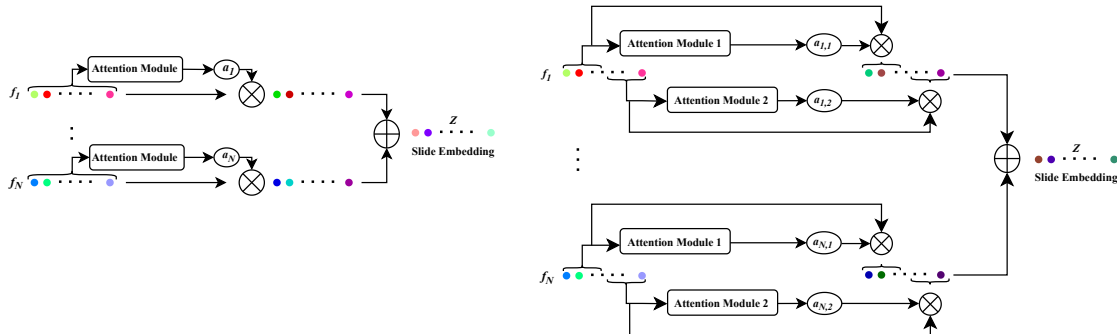 Attention Module
a1
f1
Z
Slide Embedding
Attention Module
aN
fN
Attention Module 1
a1,1
f1
Attention Module 2
a1,2
Z
Slide Embedding
Attention Module 1
aN,1
fN
Attention Module 2
aN,2